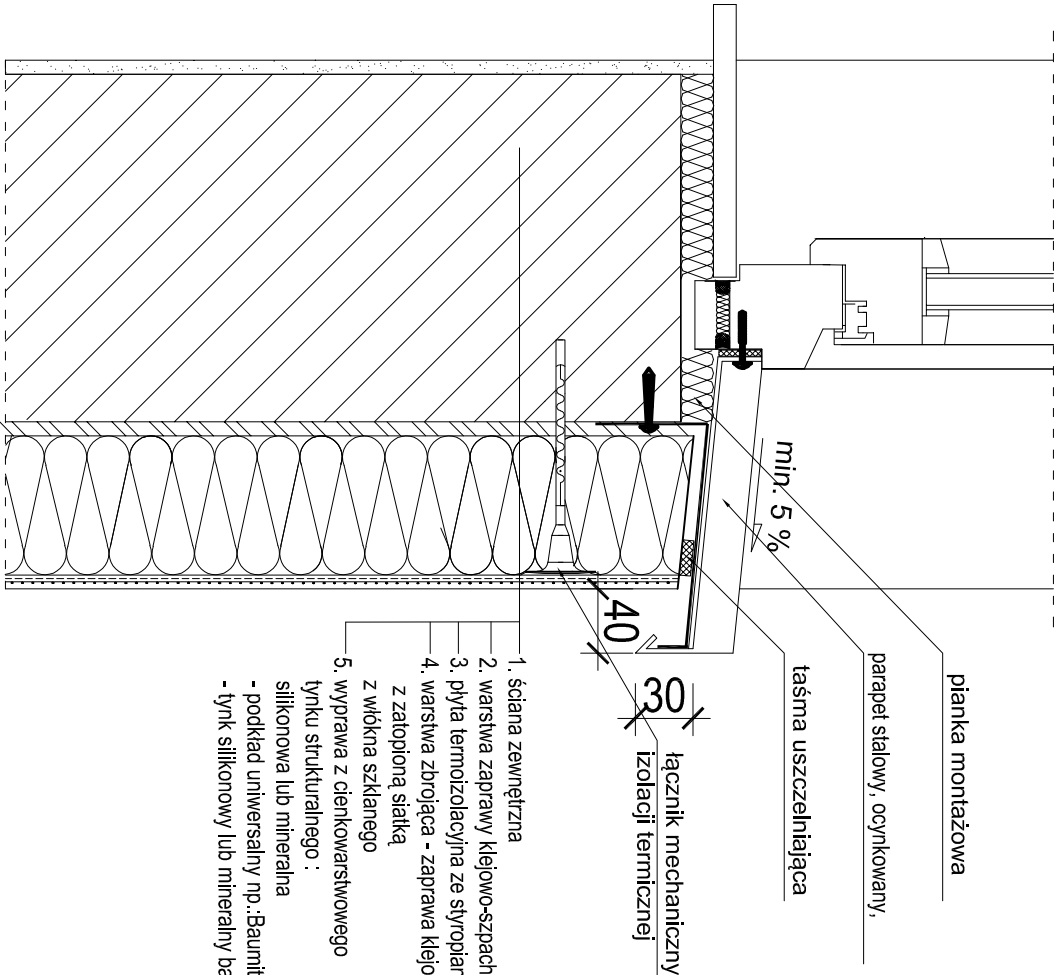 pianka montażowa
parapet stalowy, ocynkowany,
taśma uszczelniająca
min. 5 %
łącznik mechaniczny
izolacji termicznej
40
30
1. ściana zewnętrzna
2. warstwa zaprawy klejowo-szpach
3. płyta termoizolacyjna ze styropian
4. warstwa zbrojąca - zaprawa klejo
z zatopioną siatką
z włókna szklanego
5. wyprawa z cienkowarstwowego
tynku strukturalnego :
silikonowa lub mineralna
- podkład uniwersalny np.:Baumit
- tynk silikonowy lub mineralny ba